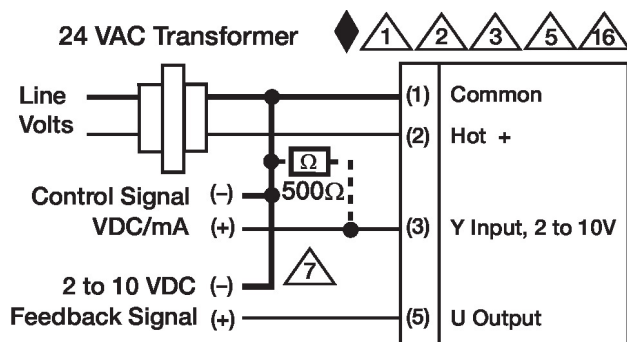 24 VAC Transformer 1 2 3 5 16
Line (1) Common
Volts (2) Hot +
Ω
Control Signal (–) 500Ω
VDC/mA (+) (3) Y Input, 2 to 10V
7
2 to 10 VDC (–)
Feedback Signal (+) (5) U Output